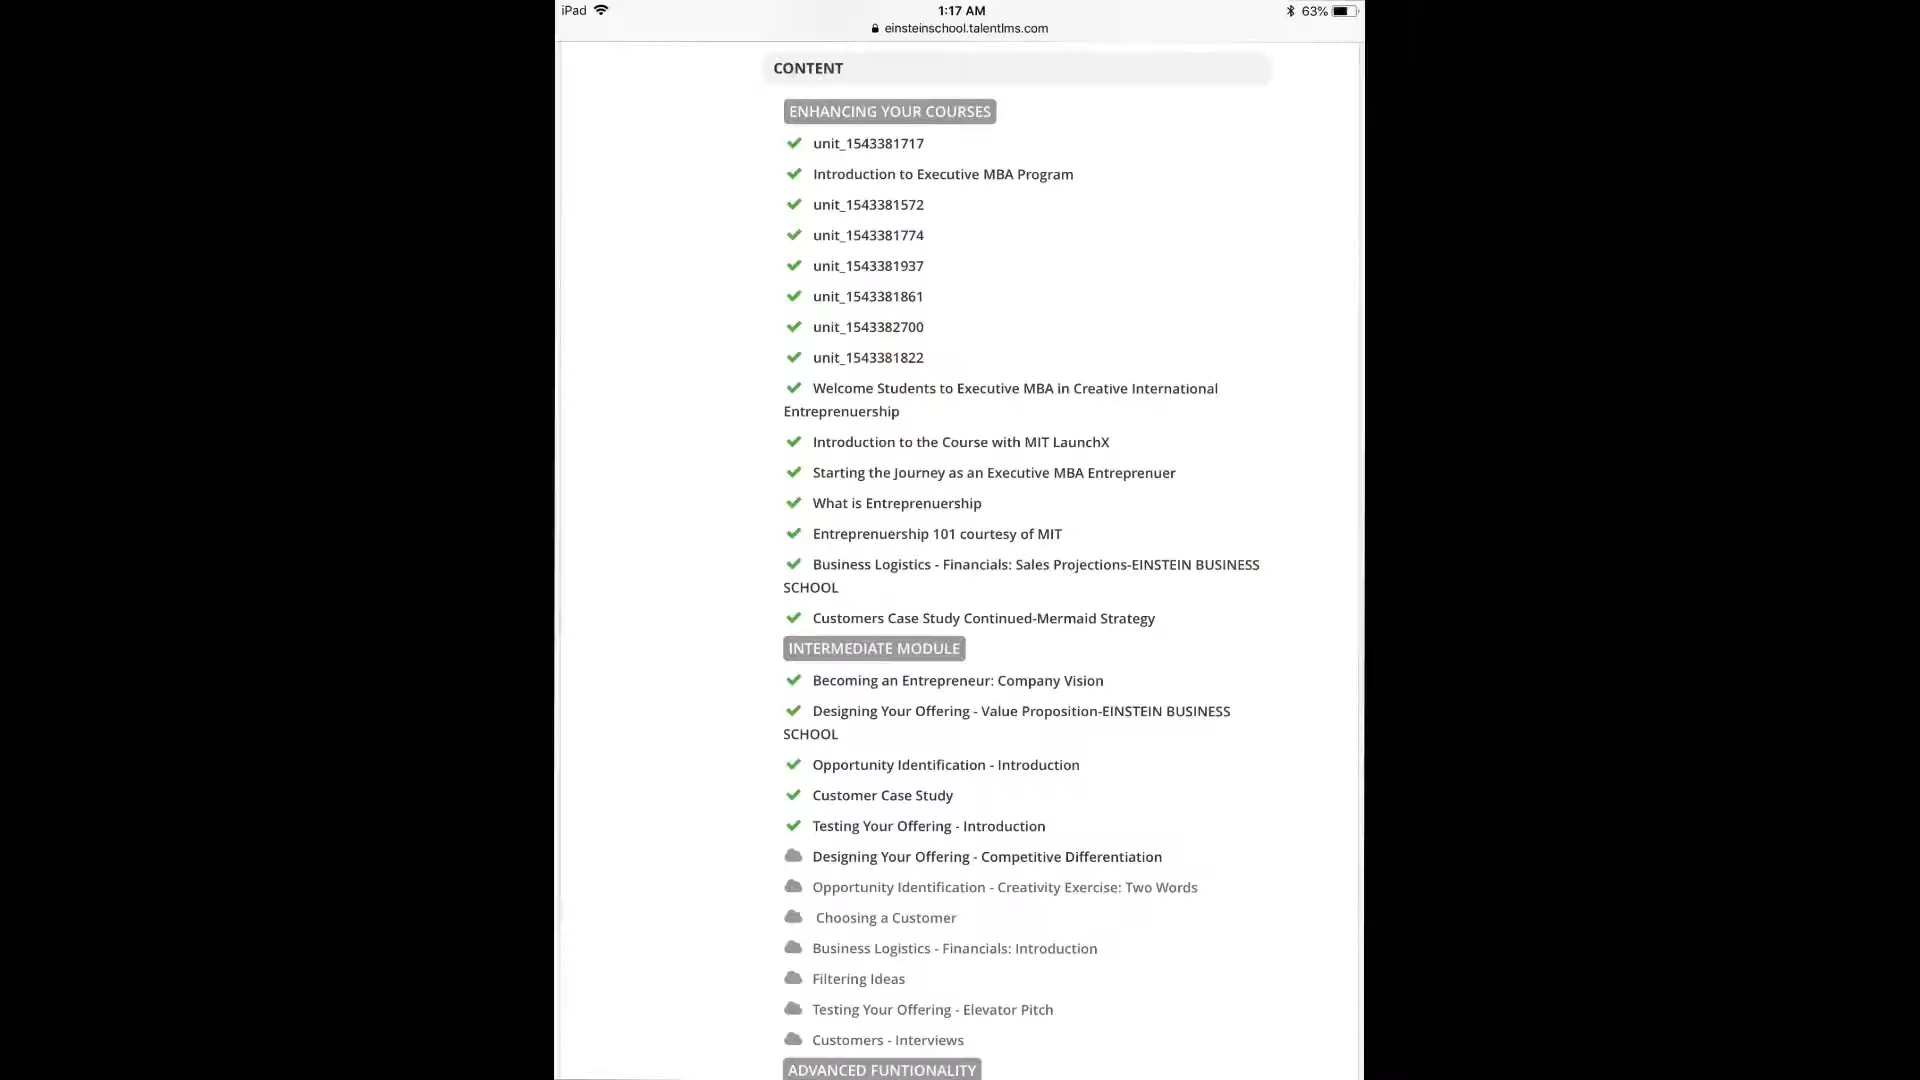 iPad
1:17 AM
63%
einsteinschool.talentlms.com
CONTENT
ENHANCING YOUR COURSES
unit_1543381717
Introduction to Executive MBA Program
unit_1543381572
unit_1543381774
unit_1543381937
unit_1543381861
unit_1543382700
unit_1543381822
Welcome Students to Executive MBA in Creative International
Entreprenuership
Introduction to the Course with MIT LaunchX
Starting the Journey as an Executive MBA Entreprenuer
What is Entreprenuership
Entreprenuership 101 courtesy of MIT
Business Logistics - Financials: Sales Projections-EINSTEIN BUSINESS
SCHOOL
Customers Case Study Continued-Mermaid Strategy
INTERMEDIATE MODULE
Becoming an Entrepreneur: Company Vision
Designing Your Offering - Value Proposition-EINSTEIN BUSINESS
SCHOOL
Opportunity Identification - Introduction
Customer Case Study
Testing Your Offering - Introduction
Designing Your Offering - Competitive Differentiation
Opportunity Identification - Creativity Exercise: Two Words
Choosing a Customer
Business Logistics - Financials: Introduction
Filtering Ideas
Testing Your Offering - Elevator Pitch
Customers - Interviews
ADVANCED FUNTIONALITY